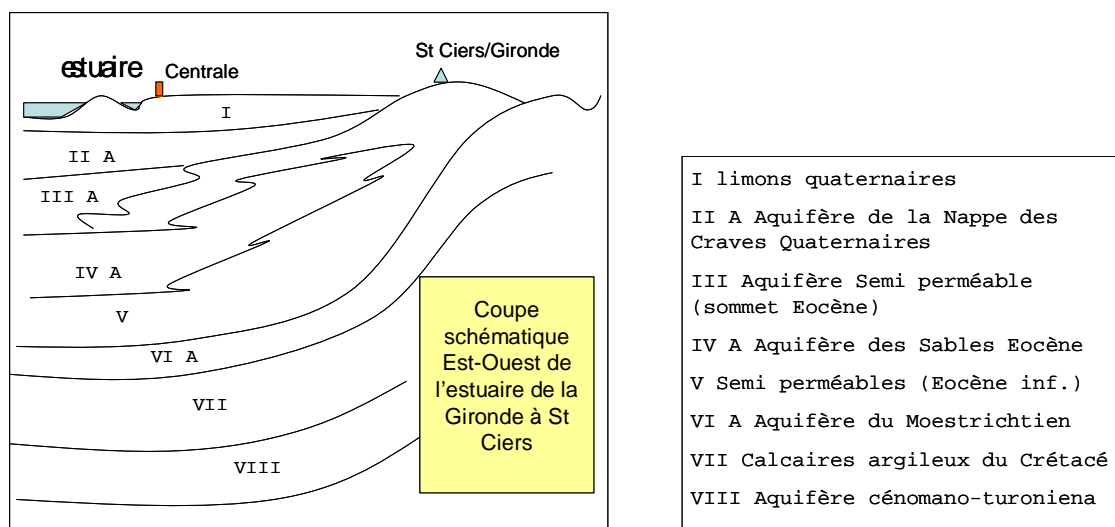 estuaire
Centrale
St Ciers/Gironde
I
II A
III A
IV A
V
VI A
VII
VIII
Coupe
schématique
Est-Ouest de
l'estuaire de la
Gironde à St
Ciers
I limons quaternaires
II A Aquifère de la Nappe des
Craves Quaternaires
III Aquifère Semi perméable
(sommet Eocène)
IV A Aquifère des Sables Eocène
V Semi perméables (Eocène inf.)
VI A Aquifère du Moestrichtien
VII Calcaires argileux du Crétacé
VIII Aquifère cénomano-turoniena